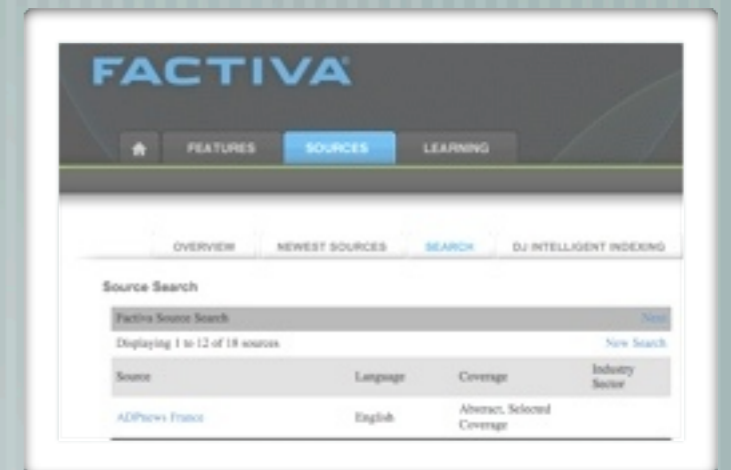 FACTIVA®
FEATURES SOURCES LEARNING
OVERVIEW NEWEST SOURCES SEARCH DJ INTELLIGENT INDEXING
Source Search
Factiva Source Search Next
Displaying 1 to 12 of 18 sources. New Search
Source Language Coverage Industry Sector
ADPnews France English Abstract, Selected Coverage